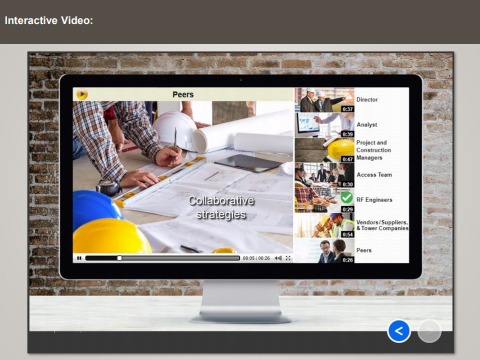 Interactive Video:
Peers
Collaborative
strategies
00:05 | 00:26
Director
0:37
Analyst
0:39
Project and
Construction
Managers
0:47
Access Team
0:30
RF Engineers
0:29
Vendors/Suppliers,
& Tower Companies
0:54
Peers
0:26